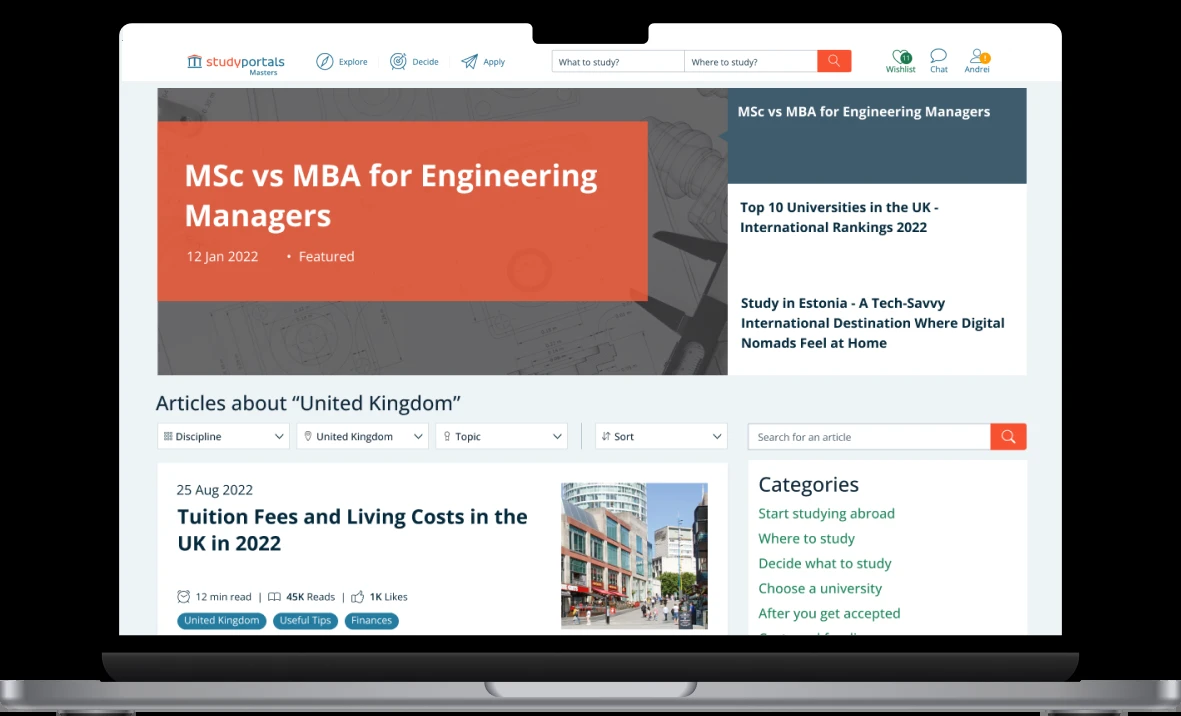 studyportals
Masters
Explore
Decide
Apply
What to study?
Where to study?
11
Wishlist
Chat
!
Andrei
MSc vs MBA for Engineering
Managers
12 Jan 2022 • Featured
MSc vs MBA for Engineering Managers
Top 10 Universities in the UK -
International Rankings 2022
Study in Estonia - A Tech-Savvy
International Destination Where Digital
Nomads Feel at Home
Articles about “United Kingdom”
Discipline
United Kingdom
Topic
Sort
Search for an article
25 Aug 2022
Tuition Fees and Living Costs in the
UK in 2022
12 min read | 45K Reads | 1K Likes
United Kingdom
Useful Tips
Finances
Categories
Start studying abroad
Where to study
Decide what to study
Choose a university
After you get accepted